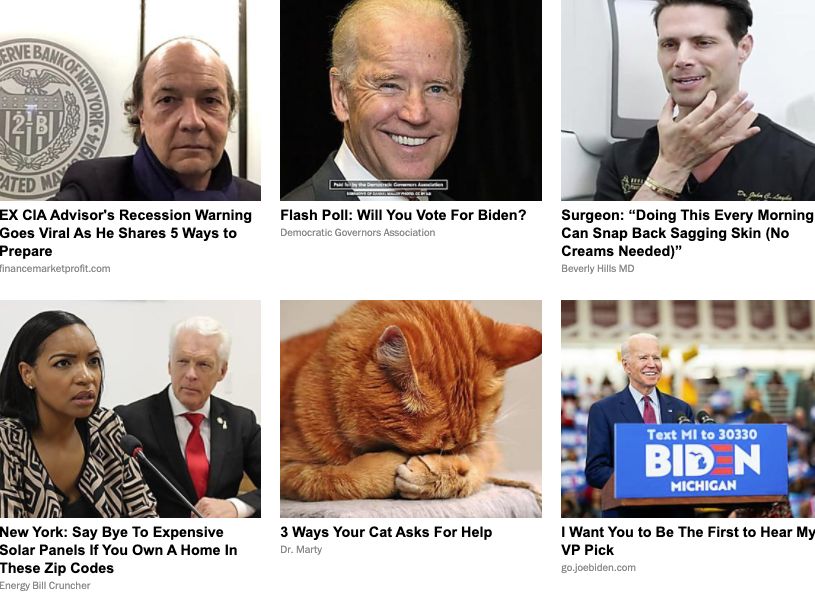 ERVE BANK OF NEW YORK
EX CIA Advisor's Recession Warning
Goes Viral As He Shares 5 Ways to
Prepare
financemarketprofit.com
Paid for by the Democratic Governors Association
Flash Poll: Will You Vote For Biden?
Democratic Governors Association
Surgeon: “Doing This Every Morning
Can Snap Back Sagging Skin (No
Creams Needed)”
Beverly Hills MD
New York: Say Bye To Expensive
Solar Panels If You Own A Home In
These Zip Codes
Energy Bill Cruncher
3 Ways Your Cat Asks For Help
Dr. Marty
Text MI to 30330
BIDEN
MICHIGAN
I Want You to Be The First to Hear My
VP Pick
go.joebiden.com